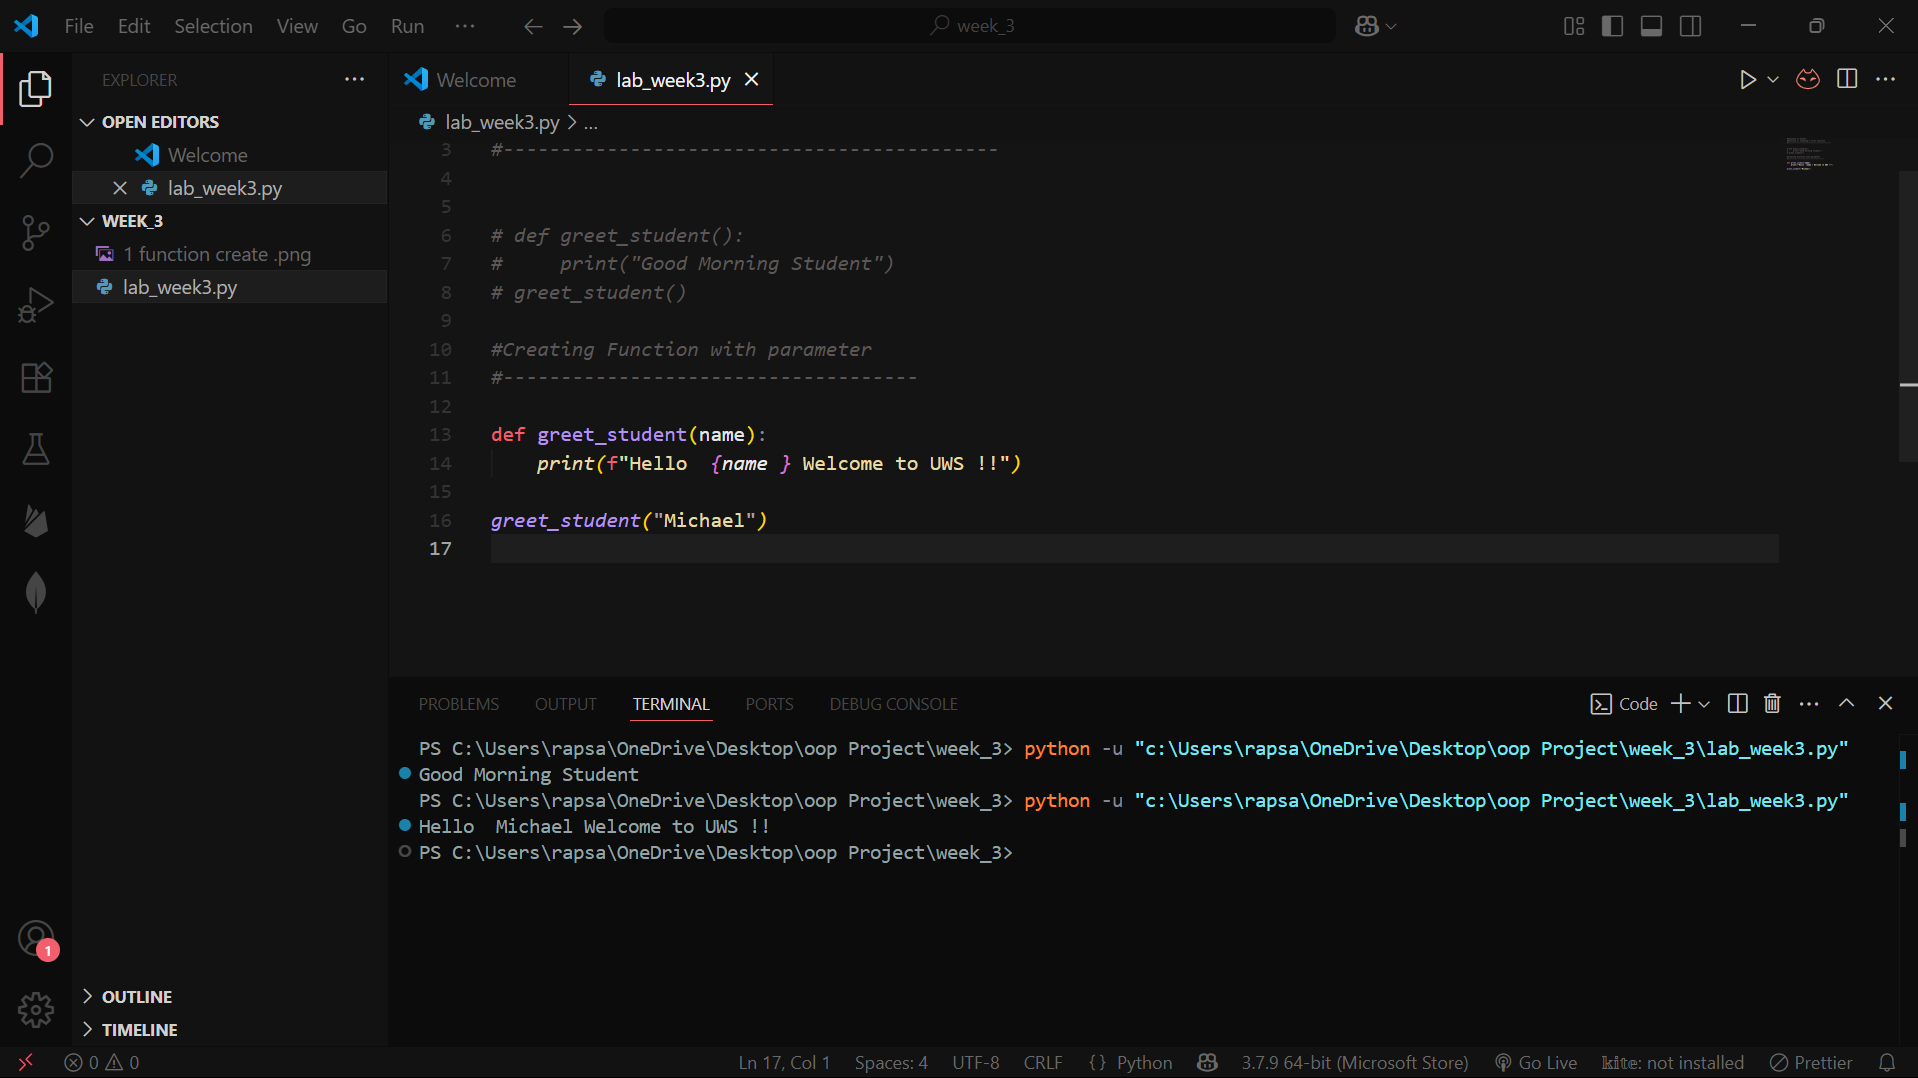 File Edit Selection View Go Run ···
week_3
EXPLORER
OPEN EDITORS
Welcome
lab_week3.py
WEEK_3
1 function create .png
lab_week3.py
OUTLINE
TIMELINE
Welcome
lab_week3.py
lab_week3.py > ...
3 #-------------------------------------------
4
5
6 # def greet_student():
7 #     print("Good Morning Student")
8 # greet_student()
9
10 #Creating Function with parameter
11 #------------------------------------
12
13 def greet_student(name):
14     print(f"Hello  {name } Welcome to UWS !!")
15
16 greet_student("Michael")
17
PROBLEMS OUTPUT TERMINAL PORTS DEBUG CONSOLE
Code
PS C:\Users\rapsa\OneDrive\Desktop\oop Project\week_3> python -u "c:\Users\rapsa\OneDrive\Desktop\oop Project\week_3\lab_week3.py"
Good Morning Student
PS C:\Users\rapsa\OneDrive\Desktop\oop Project\week_3> python -u "c:\Users\rapsa\OneDrive\Desktop\oop Project\week_3\lab_week3.py"
Hello  Michael Welcome to UWS !!
PS C:\Users\rapsa\OneDrive\Desktop\oop Project\week_3>
1
0 0
Ln 17, Col 1 Spaces: 4 UTF-8 CRLF {} Python 3.7.9 64-bit (Microsoft Store) Go Live kite: not installed Prettier